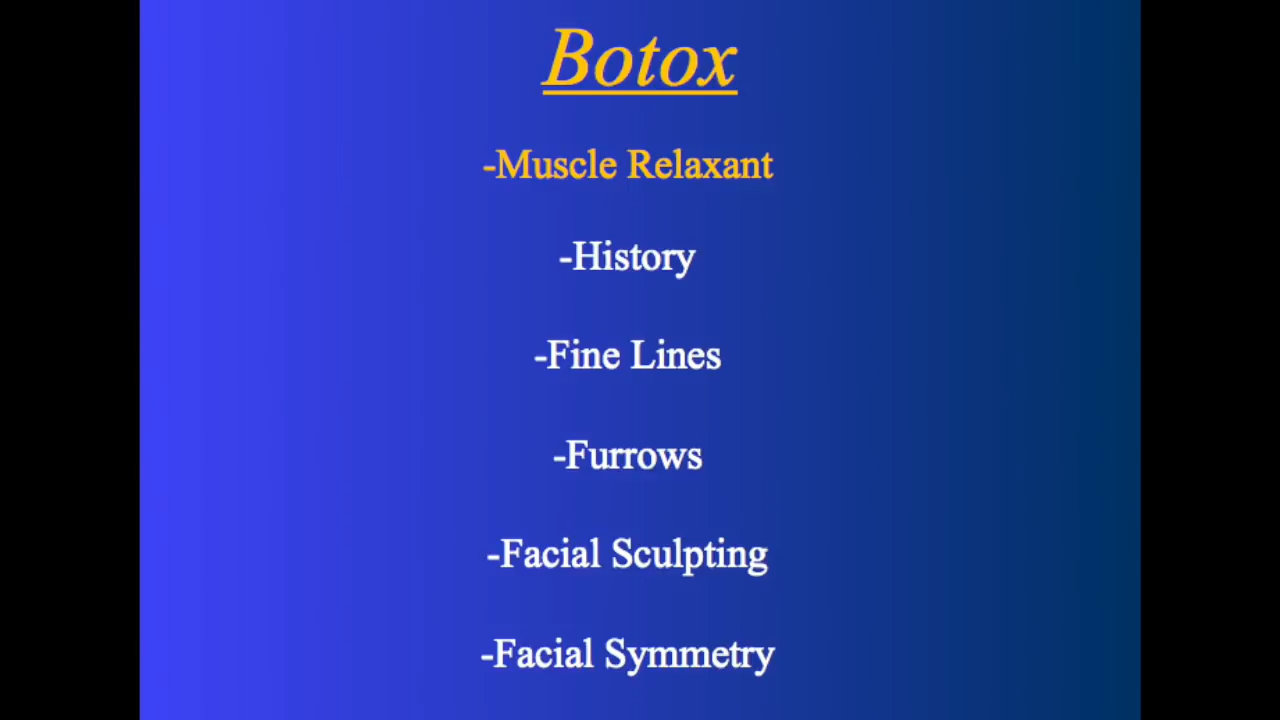 Botox
-Muscle Relaxant
-History
-Fine Lines
-Furrows
-Facial Sculpting
-Facial Symmetry